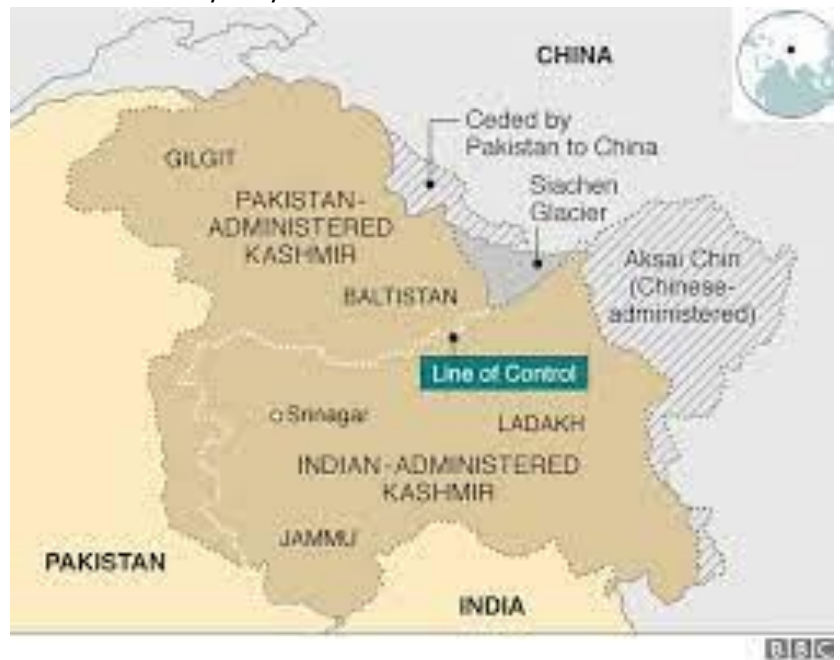 CHINA
Ceded by
Pakistan to China
GILGIT
Siachen
Glacier
PAKISTAN-
ADMINISTERED
KASHMIR
Aksai Chin
(Chinese-
administered)
BALTISTAN
Line of Control
Srinagar
LADAKH
INDIAN-ADMINISTERED
KASHMIR
JAMMU
PAKISTAN
INDIA
BBC